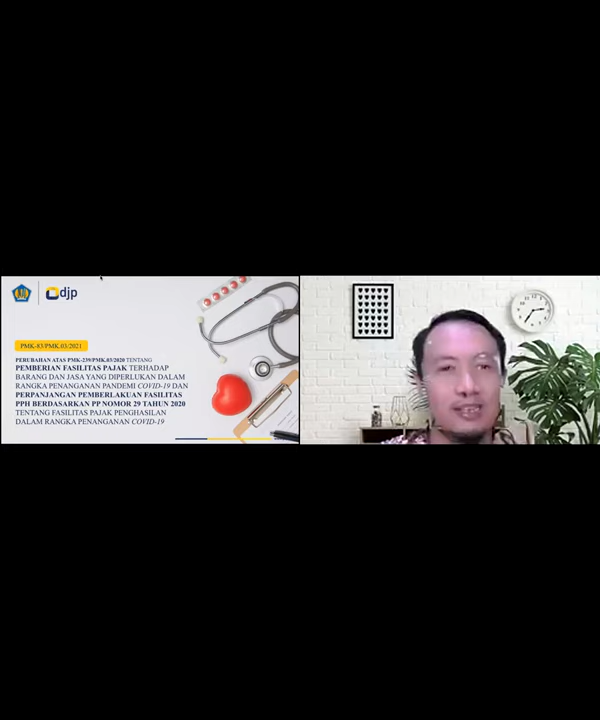 djp
PMK-83/PMK.03/2021
PERUBAHAN ATAS PMK-239/PMK.03/2020 TENTANG
PEMBERIAN FASILITAS PAJAK TERHADAP
BARANG DAN JASA YANG DIPERLUKAN DALAM
RANGKA PENANGANAN PANDEMI COVID-19 DAN
PERPANJANGAN PEMBERLAKUAN FASILITAS
PPH BERDASARKAN PP NOMOR 29 TAHUN 2020
TENTANG FASILITAS PAJAK PENGHASILAN
DALAM RANGKA PENANGANAN COVID-19